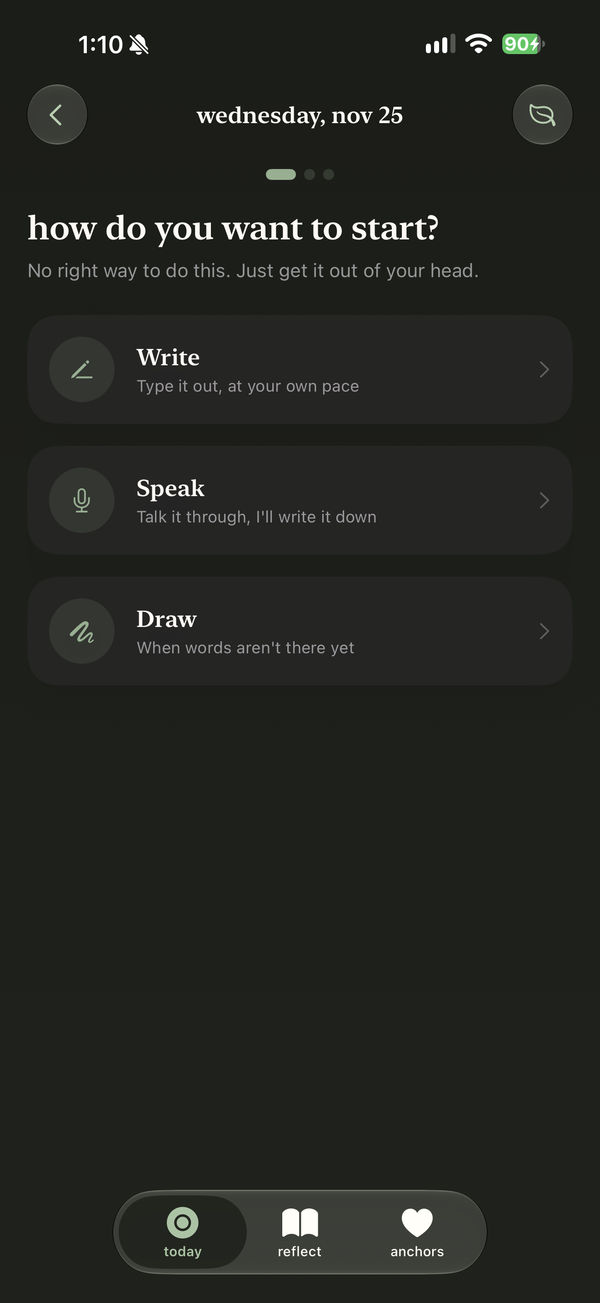 1:10
90
wednesday, nov 25
how do you want to start?
No right way to do this. Just get it out of your head.
Write
Type it out, at your own pace
Speak
Talk it through, I'll write it down
Draw
When words aren't there yet
today
reflect
anchors